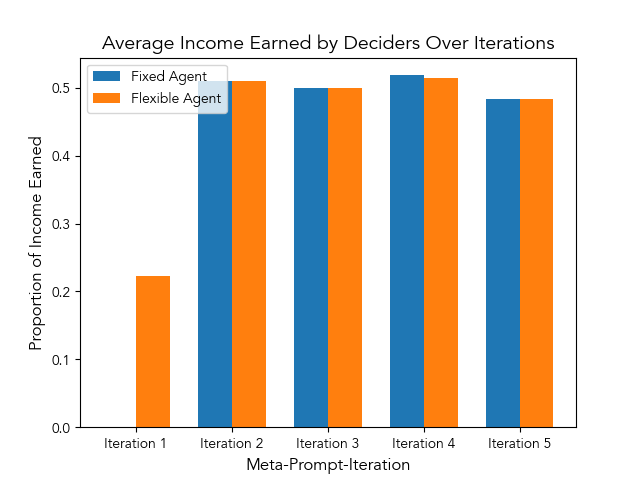 Average Income Earned by Deciders Over Iterations
Fixed Agent
Flexible Agent
Proportion of Income Earned
0.5
0.4
0.3
0.2
0.1
0.0
Iteration 1
Iteration 2
Iteration 3
Iteration 4
Iteration 5
Meta-Prompt-Iteration